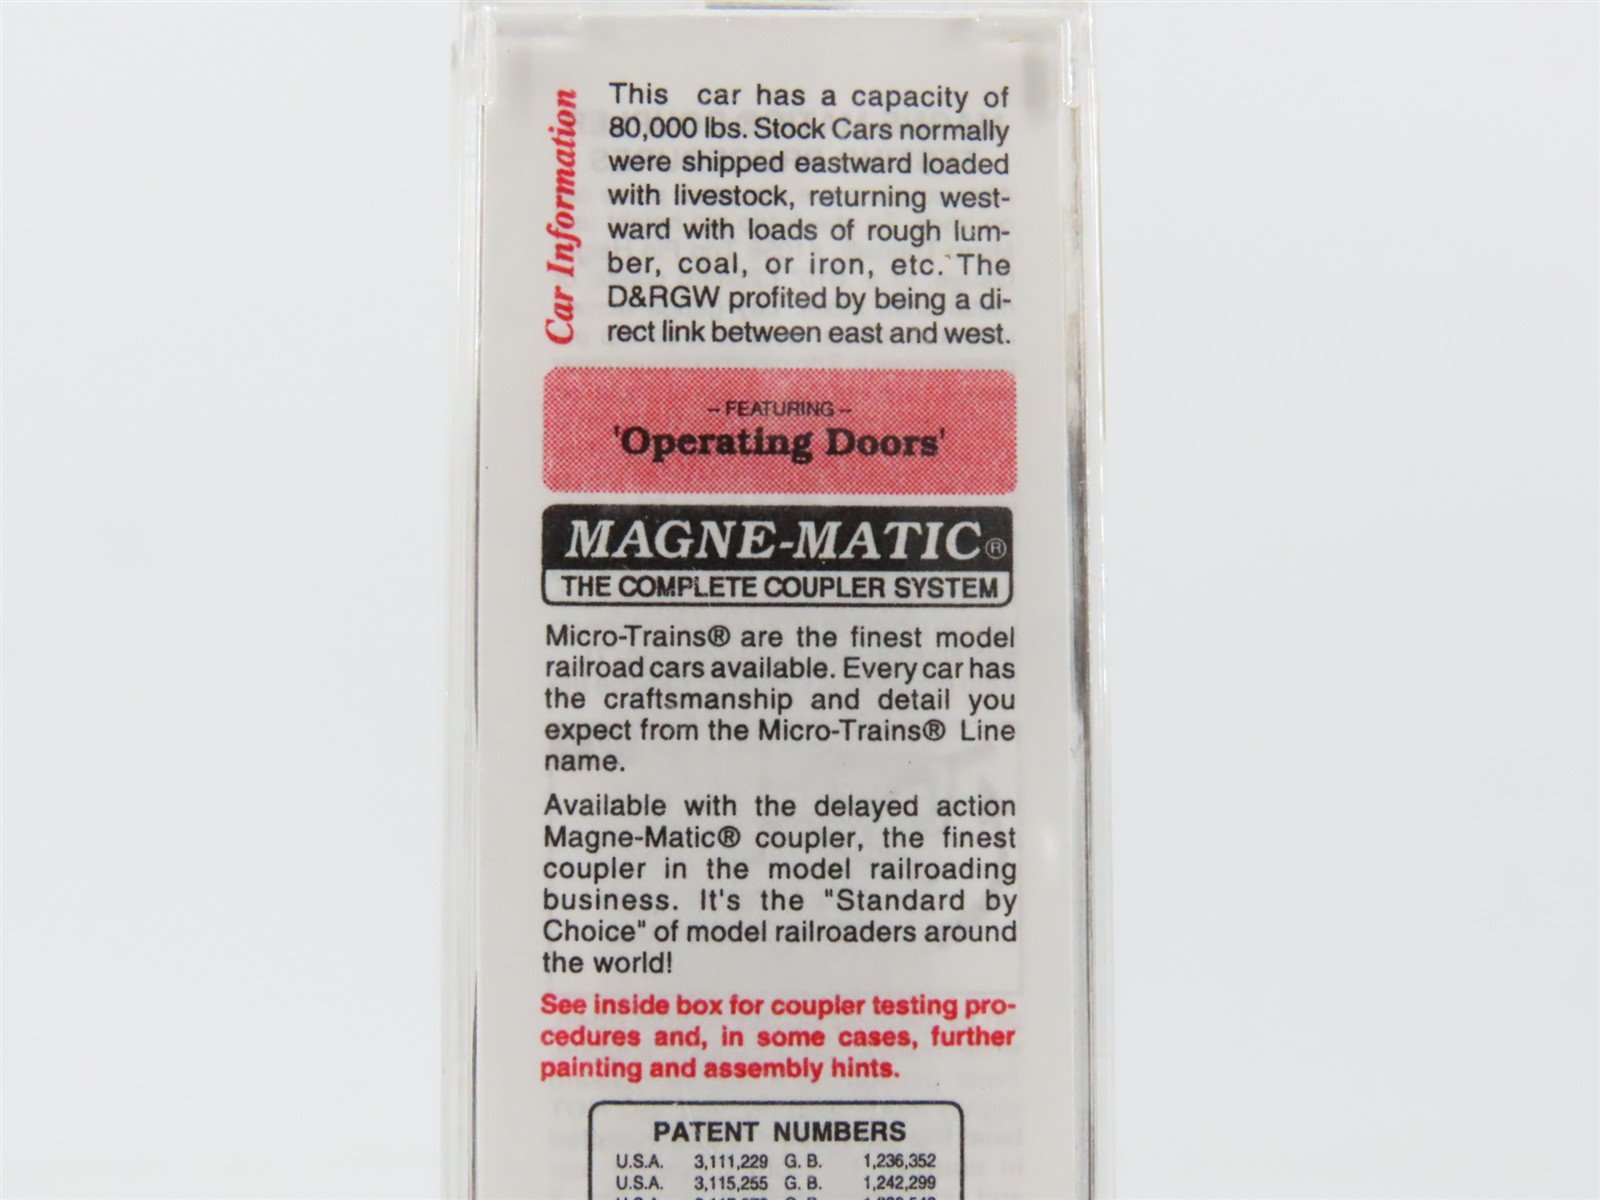 Car Information
This car has a capacity of
80,000 lbs. Stock Cars normally
were shipped eastward loaded
with livestock, returning west-
ward with loads of rough lum-
ber, coal, or iron, etc. The
D&RGW profited by being a di-
rect link between east and west.
– FEATURING –
'Operating Doors'
MAGNE-MATIC®
THE COMPLETE COUPLER SYSTEM
Micro-Trains® are the finest model
railroad cars available. Every car has
the craftsmanship and detail you
expect from the Micro-Trains® Line
name.
Available with the delayed action
Magne-Matic® coupler, the finest
coupler in the model railroading
business. It's the "Standard by
Choice" of model railroaders around
the world!
See inside box for coupler testing pro-
cedures and, in some cases, further
painting and assembly hints.
PATENT NUMBERS
U.S.A. 3,111,229 G. B. 1,236,352
U.S.A. 3,115,255 G. B. 1,242,299